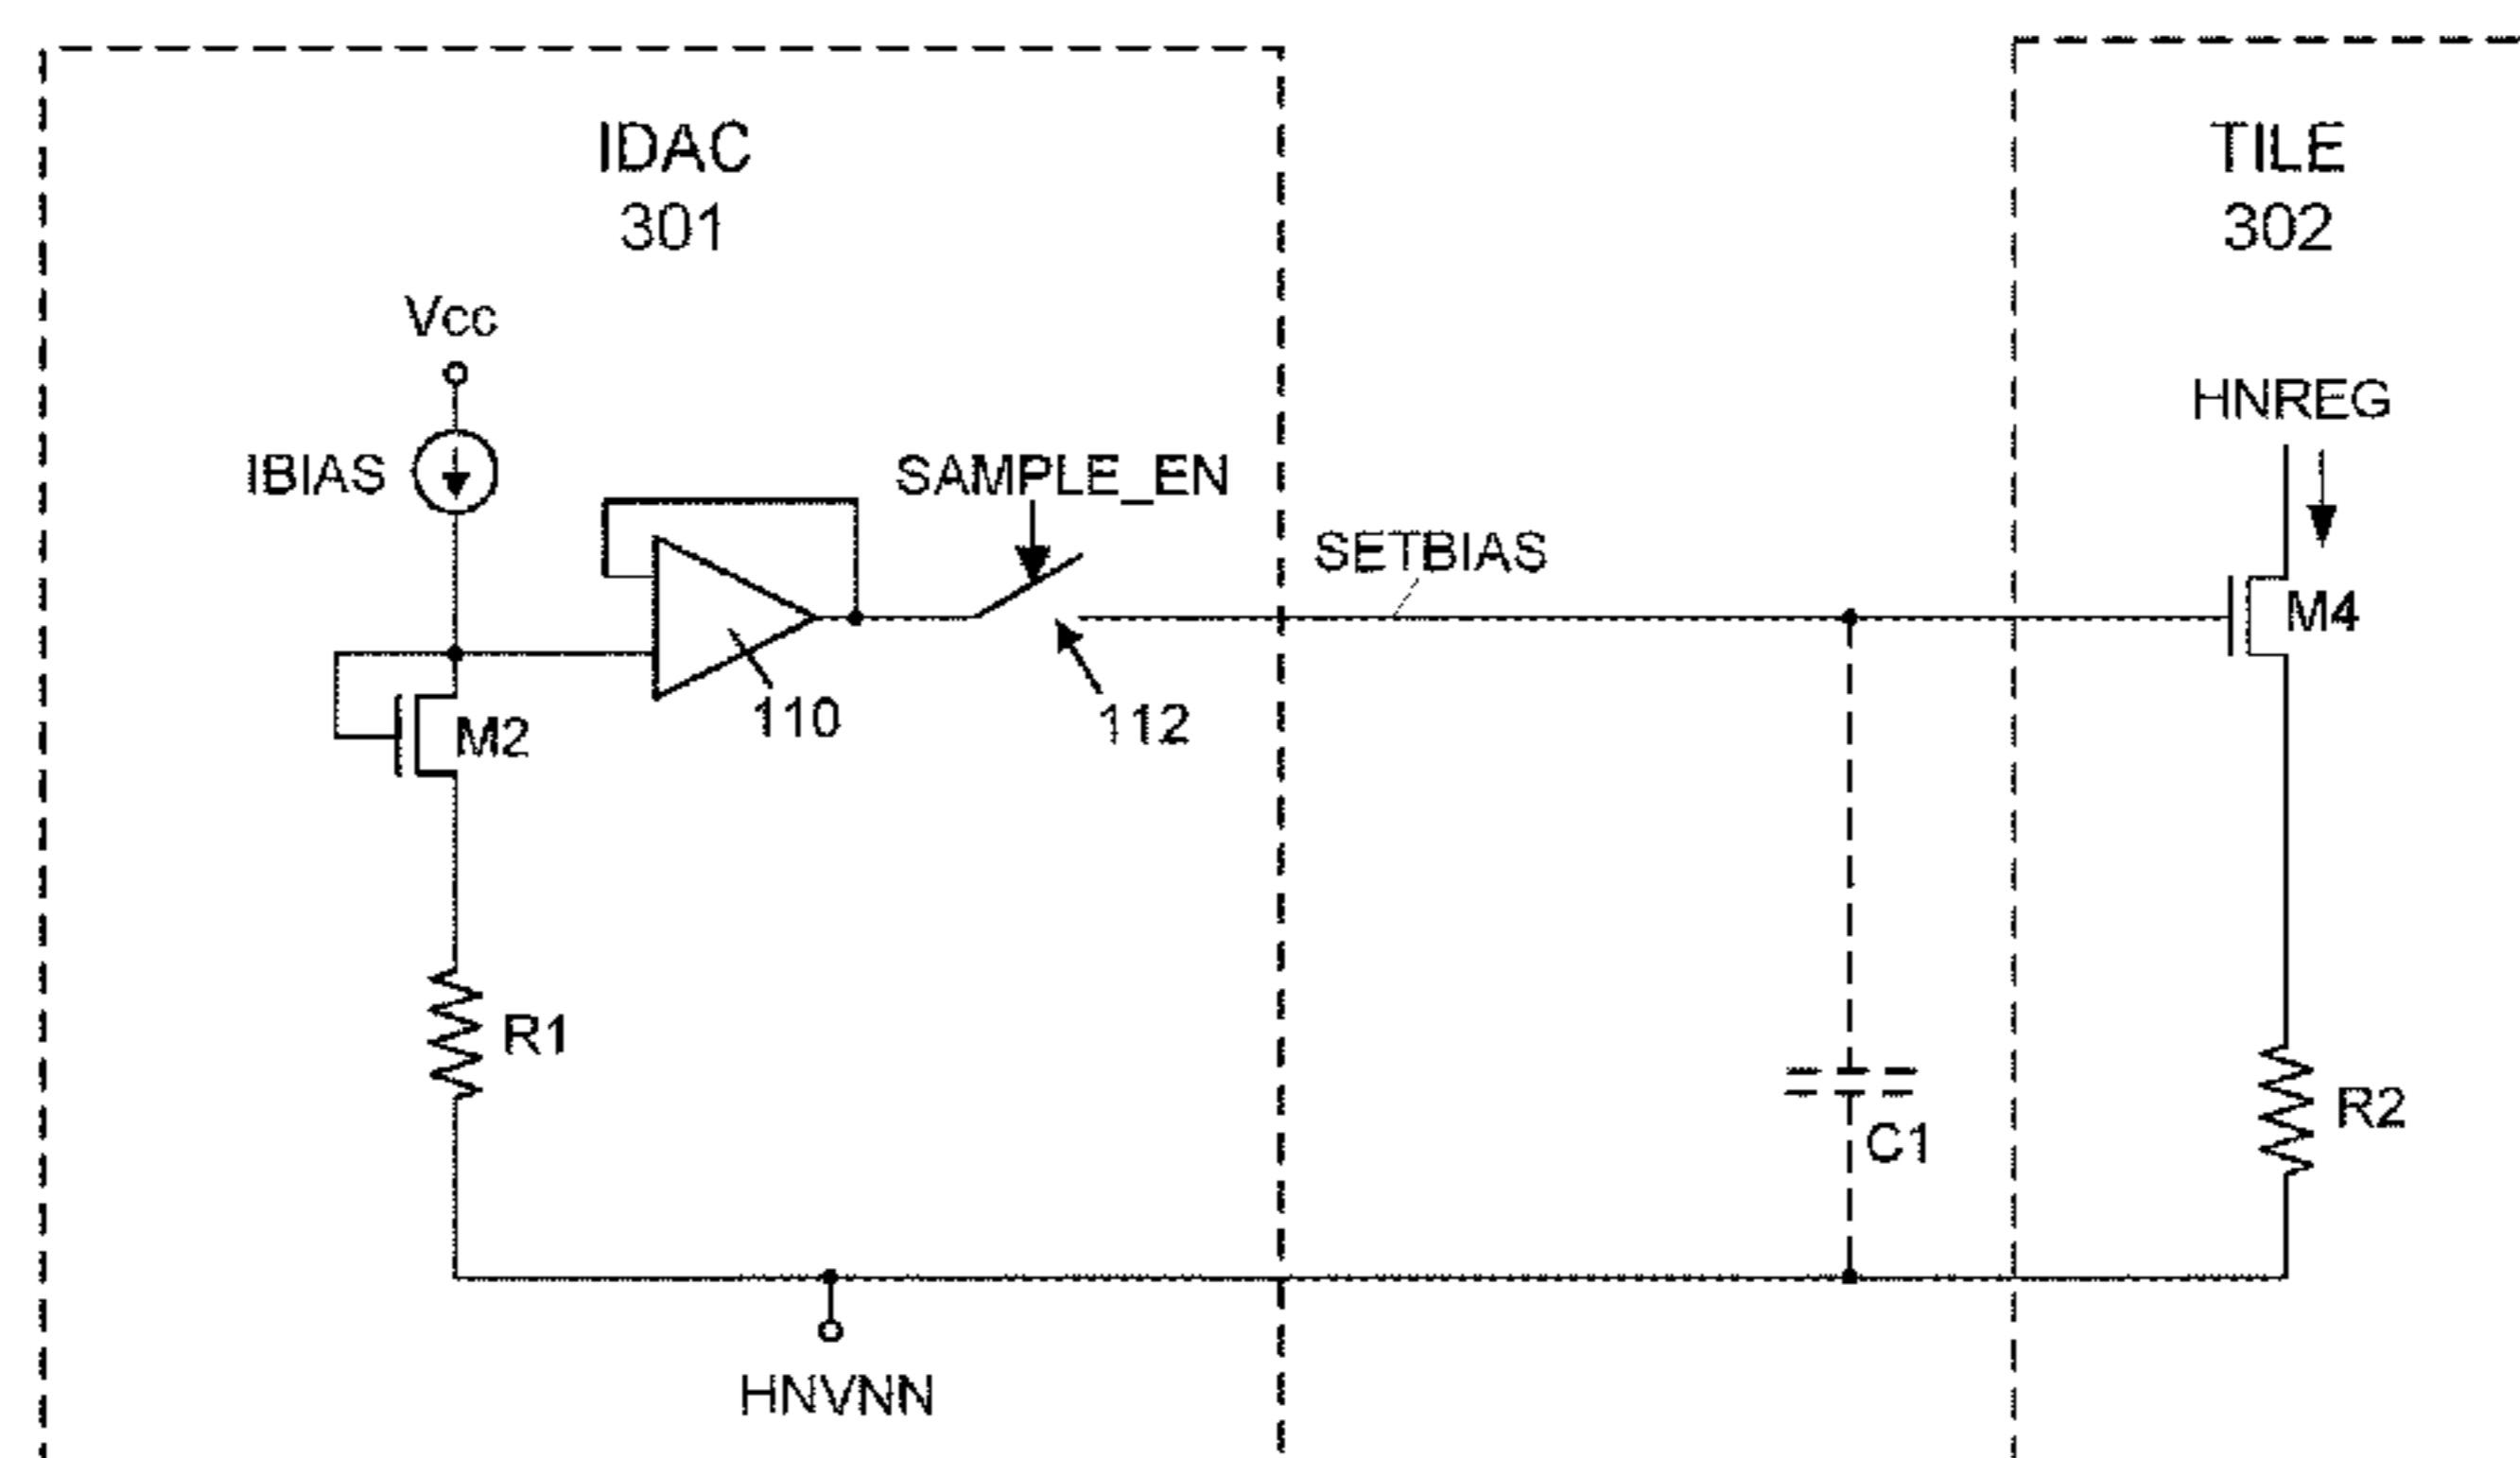 IDAC
301
TILE
302
Vcc
HNREG
IBIAS
SAMPLE_EN
SETBIAS
M4
M2
110
112
R1
R2
C1
HNVNN